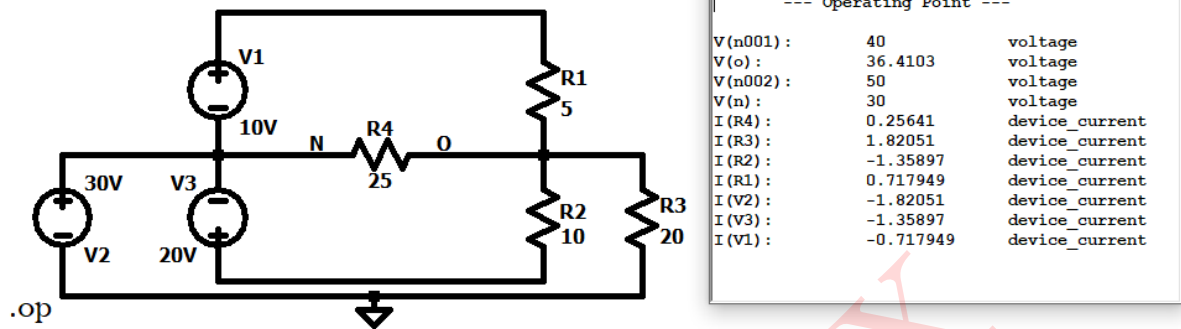 V1
10V
R1
5
N
R4
O
25
30V
V2
V3
20V
R2
10
R3
20
.op
--- Operating Point ---
V(n001): 40 voltage
V(o): 36.4103 voltage
V(n002): 50 voltage
V(n): 30 voltage
I(R4): 0.25641 device_current
I(R3): 1.82051 device_current
I(R2): -1.35897 device_current
I(R1): 0.717949 device_current
I(V2): -1.82051 device_current
I(V3): -1.35897 device_current
I(V1): -0.717949 device_current